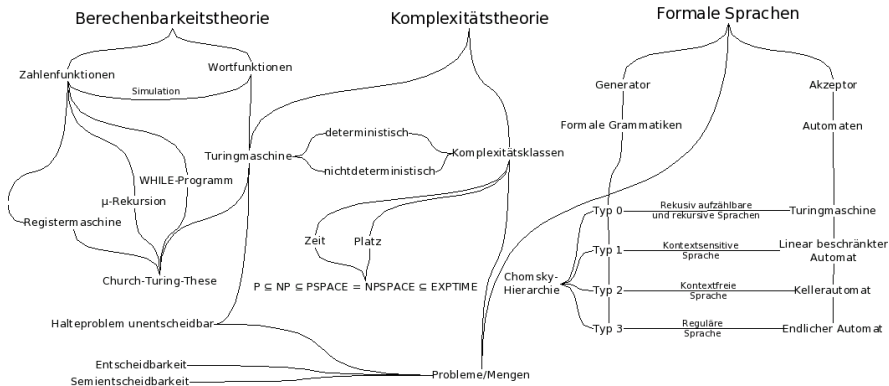 Berechenbarkeitstheorie
Komplexitätstheorie
Formale Sprachen
Zahlenfunktionen
Wortfunktionen
Simulation
Generator
Akzeptor
Formale Grammatiken
Automaten
deterministisch
Turingmaschine
Komplexitätsklassen
nichtdeterministisch
WHILE-Programm
µ-Rekursion
Registermaschine
Church-Turing-These
Zeit
Platz
P ⊆ NP ⊆ PSPACE = NPSPACE ⊆ EXPTIME
Typ 0
Rekusiv aufzählbare
und rekursive Sprachen
Turingmaschine
Typ 1
Kontextsensitive
Sprache
Linear beschränkter
Automat
Chomsky-
Hierarchie
Typ 2
Kontextfreie
Sprache
Kellerautomat
Typ 3
Reguläre
Sprache
Endlicher Automat
Halteproblem unentscheidbar
Entscheidbarkeit
Semientscheidbarkeit
Probleme/Mengen